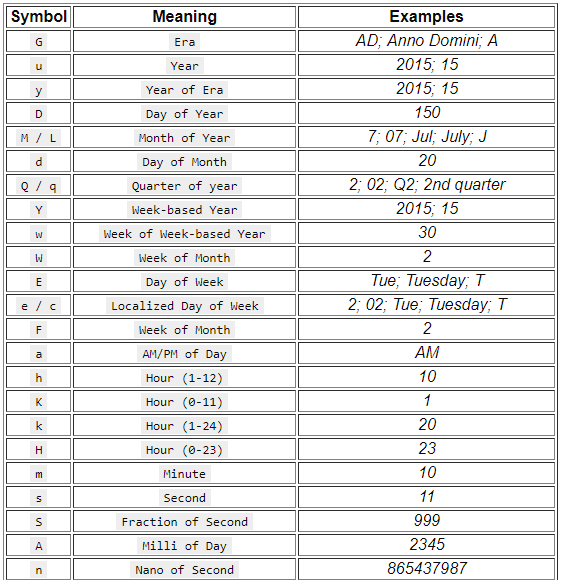 Symbol Meaning Examples
G Era AD; Anno Domini; A
u Year 2015; 15
y Year of Era 2015; 15
D Day of Year 150
M / L Month of Year 7; 07; Jul; July; J
d Day of Month 20
Q / q Quarter of year 2; 02; Q2; 2nd quarter
Y Week-based Year 2015; 15
w Week of Week-based Year 30
W Week of Month 2
E Day of Week Tue; Tuesday; T
e / c Localized Day of Week 2; 02; Tue; Tuesday; T
F Week of Month 2
a AM/PM of Day AM
h Hour (1-12) 10
K Hour (0-11) 1
k Hour (1-24) 20
H Hour (0-23) 23
m Minute 10
s Second 11
S Fraction of Second 999
A Milli of Day 2345
n Nano of Second 865437987